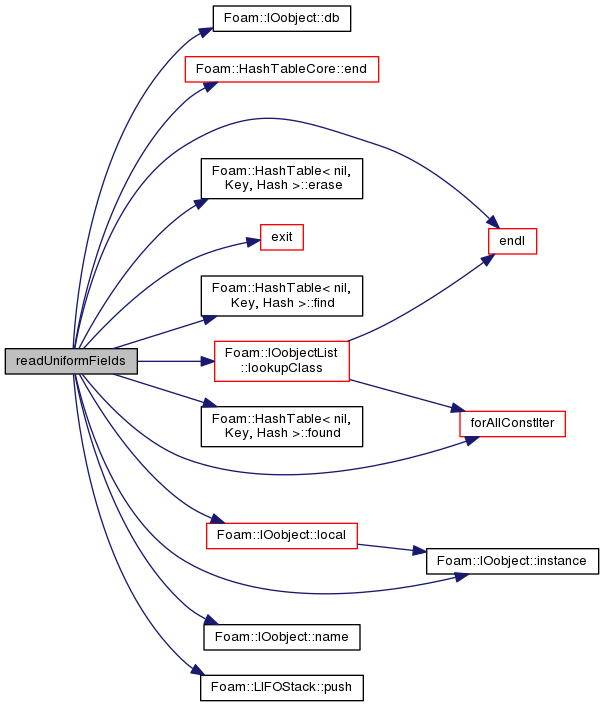 Foam::IOobject::db
Foam::HashTableCore::end
Foam::HashTable< nil,
Key, Hash >::erase
exit
endl
Foam::HashTable< nil,
Key, Hash >::find
readUniformFields
Foam::IOobjectList
::lookupClass
Foam::HashTable< nil,
Key, Hash >::found
forAllConstIter
Foam::IOobject::local
Foam::IOobject::instance
Foam::IOobject::name
Foam::LIFOStack::push